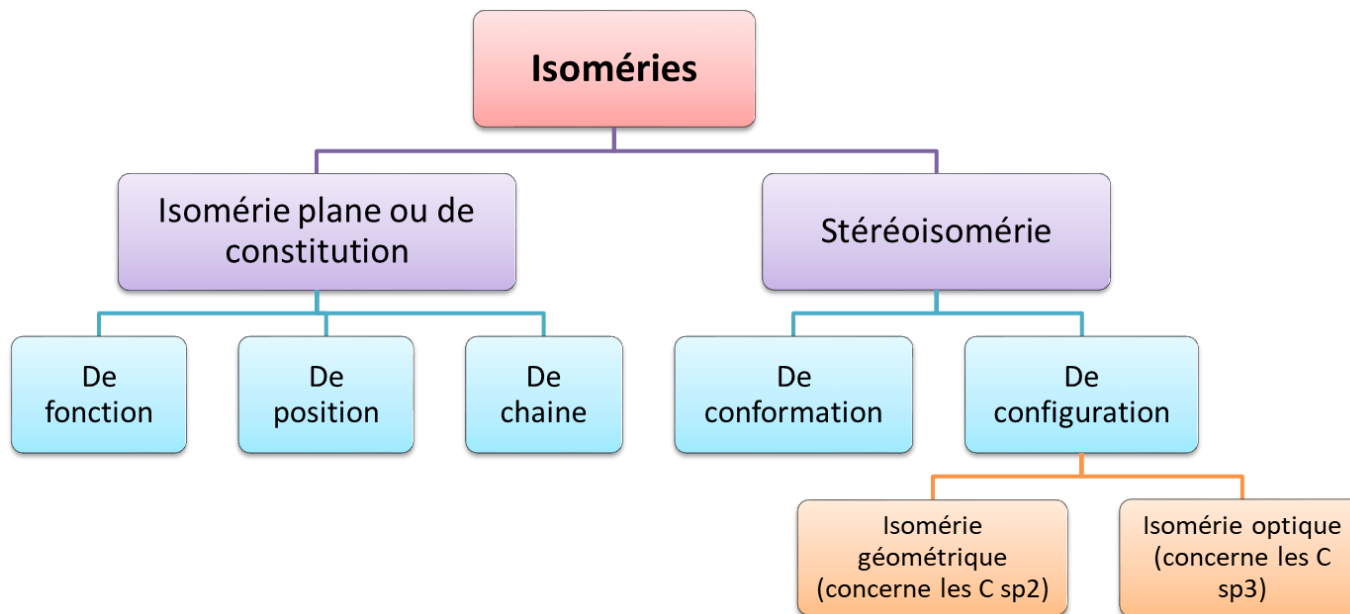 Isoméries
Isomérie plane ou de
constitution
Stéréoisomérie
De
fonction
De
position
De
chaine
De
conformation
De
configuration
Isomérie
géométrique
(concerne les C sp2)
Isomérie optique
(concerne les C
sp3)